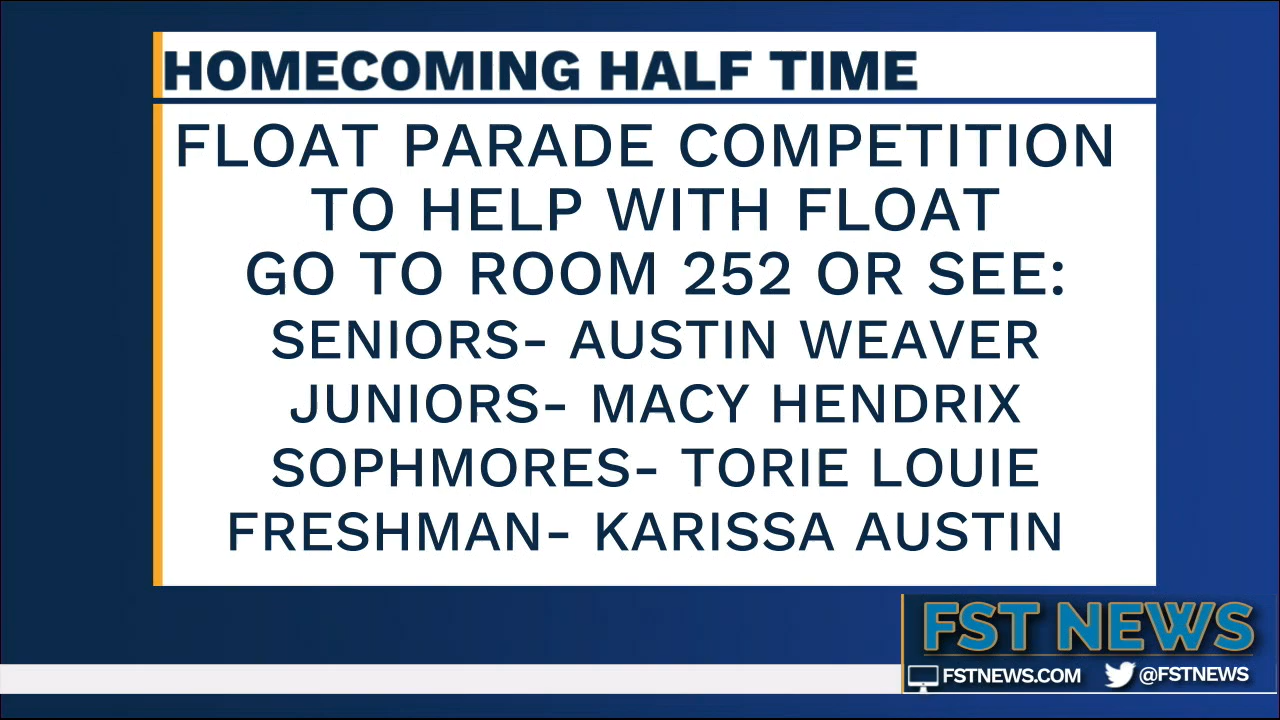 HOMECOMING HALF TIME
FLOAT PARADE COMPETITION
TO HELP WITH FLOAT
GO TO ROOM 252 OR SEE:
SENIORS- AUSTIN WEAVER
JUNIORS- MACY HENDRIX
SOPHMORES- TORIE LOUIE
FRESHMAN- KARISSA AUSTIN
FST NEWS
FSTNEWS.COM @FSTNEWS